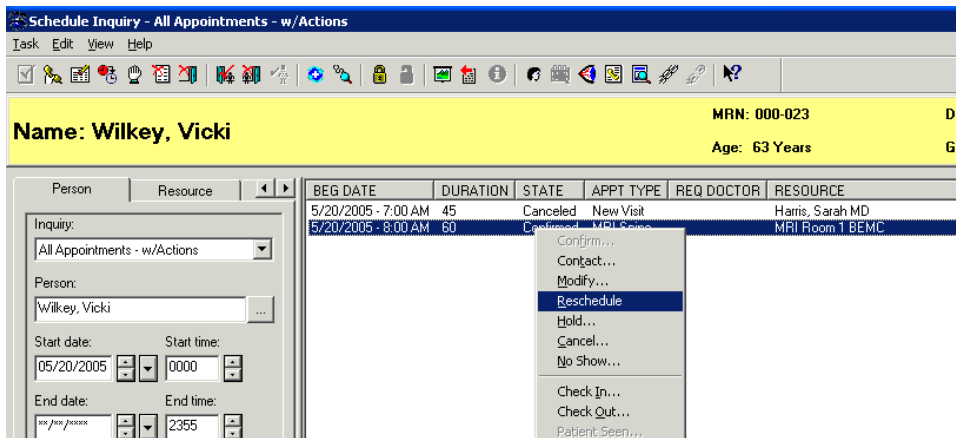 Schedule Inquiry - All Appointments - w/Actions
Task Edit View Help
Name: Wilkey, Vicki
MRN: 000-023
D
Age: 63 Years
G
Person Resource
Inquiry:
All Appointments - w/Actions
Person:
Wilkey, Vicki
...
Start date: Start time:
05/20/2005 0000
End date: End time:
**/**/**** 2355
BEG DATE DURATION STATE APPT TYPE REQ DOCTOR RESOURCE
5/20/2005 - 7:00 AM 45 Canceled New Visit Harris, Sarah MD
5/20/2005 - 8:00 AM 60 Confirmed MRI Spine MRI Room 1 BEMC
Confirm...
Contact...
Modify...
Reschedule
Hold...
Cancel...
No Show...
Check In...
Check Out...
Patient Seen...